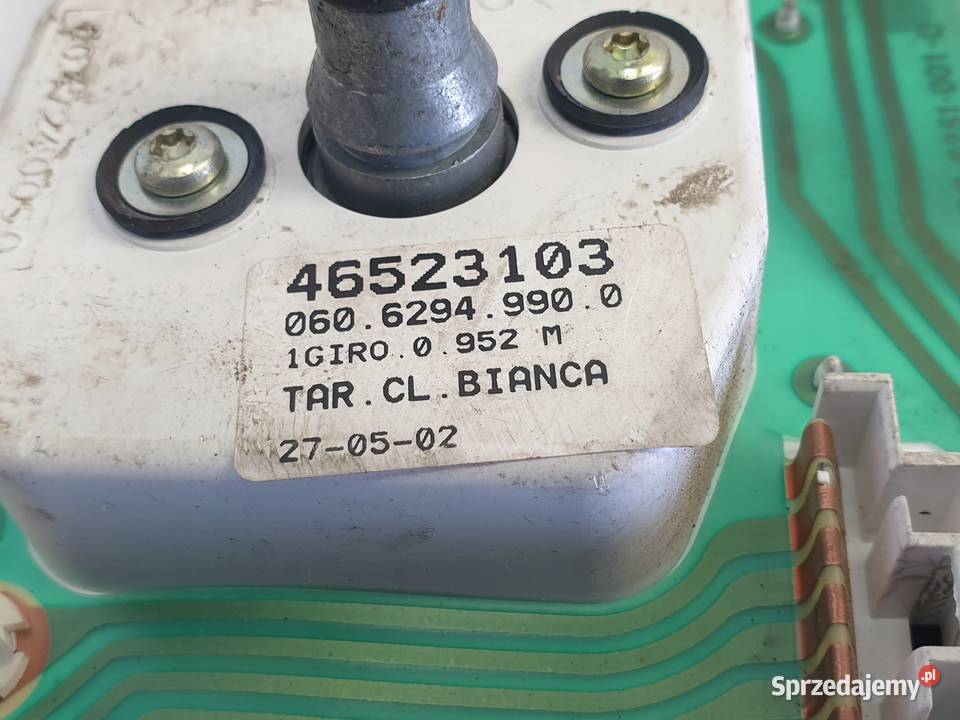 46523103
060.6294.990.0
1GIRO.0.952 M
TAR.CL.BIANCA
27-05-02
Sprzedajemy.pl